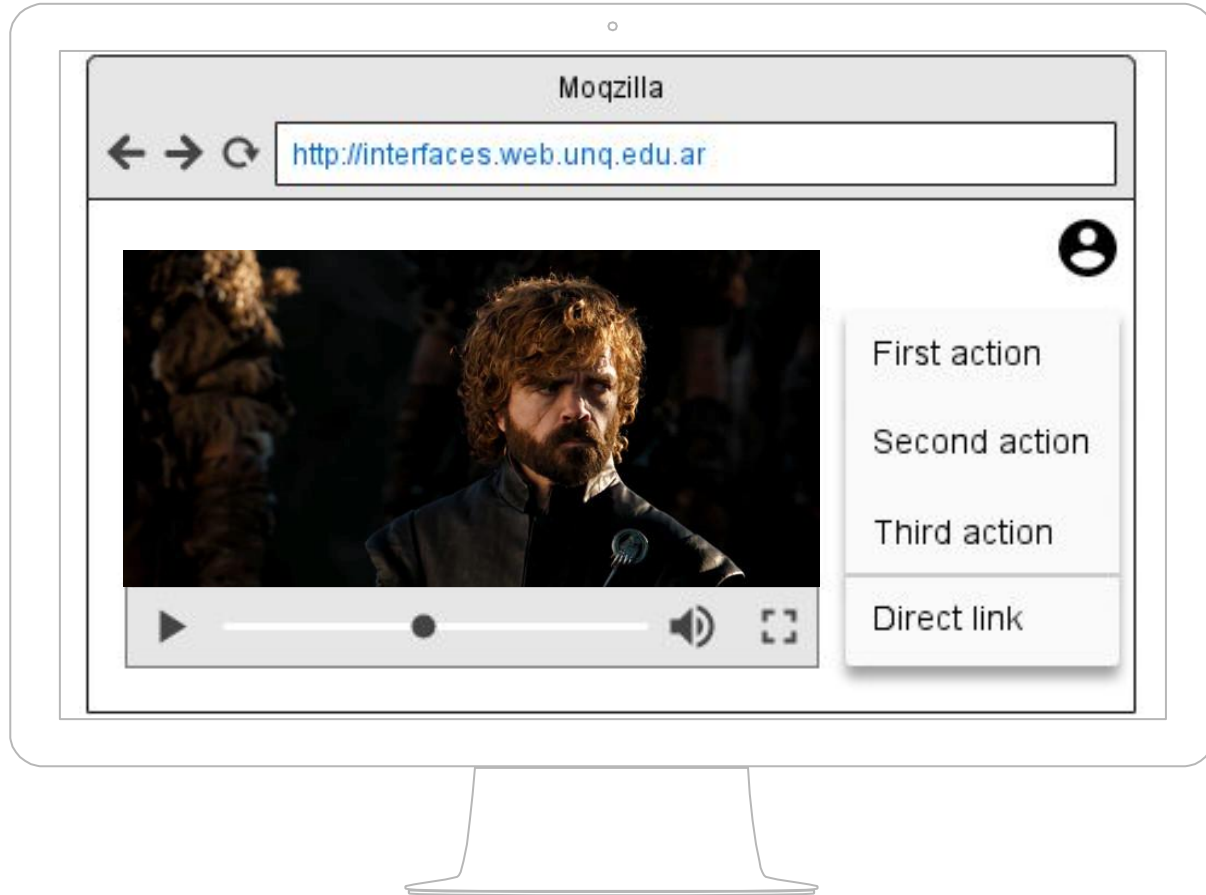 Moqzilla
http://interfaces.web.unq.edu.ar
First action
Second action
Third action
Direct link